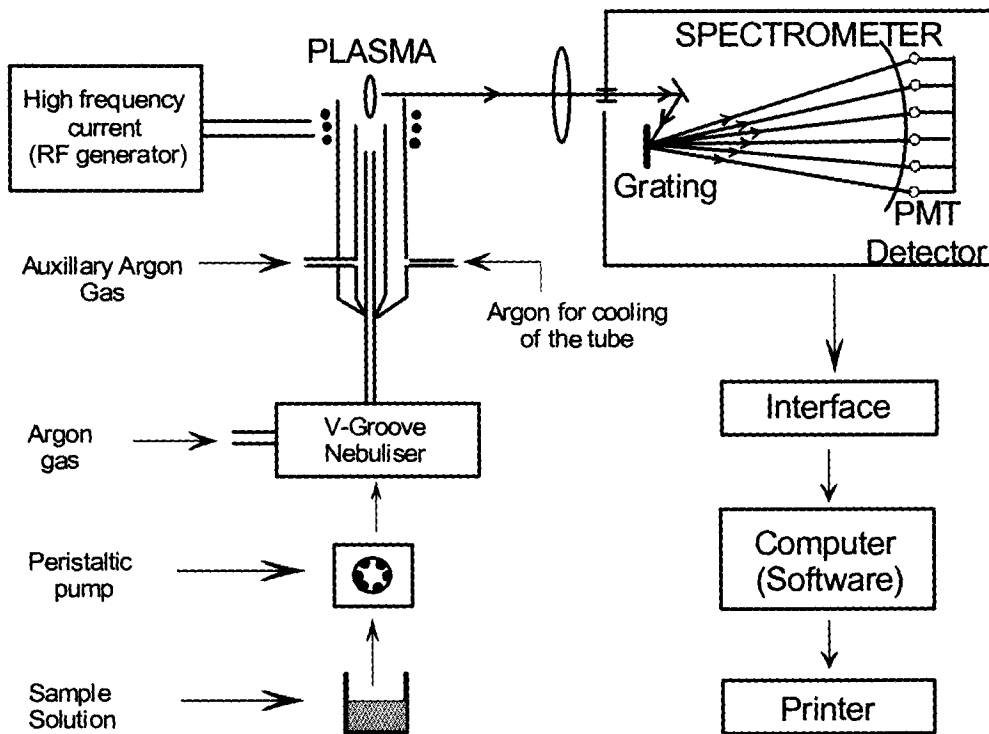 SPECTROMETER
PLASMA
High frequency
current
(RF generator)
Grating
PMT
Detector
Auxillary Argon
Gas
Argon for cooling
of the tube
Interface
Argon
gas
V-Groove
Nebuliser
Computer
(Software)
Peristaltic
pump
Sample
Solution
Printer